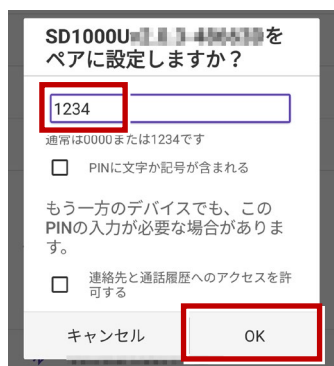 SD1000U を
ペアに設定しますか？
1234
通常は0000または1234です
PINに文字か記号が含まれる
もう一方のデバイスでも、この
PINの入力が必要な場合がありま
す。
連絡先と通話履歴へのアクセスを許
可する
キャンセル OK